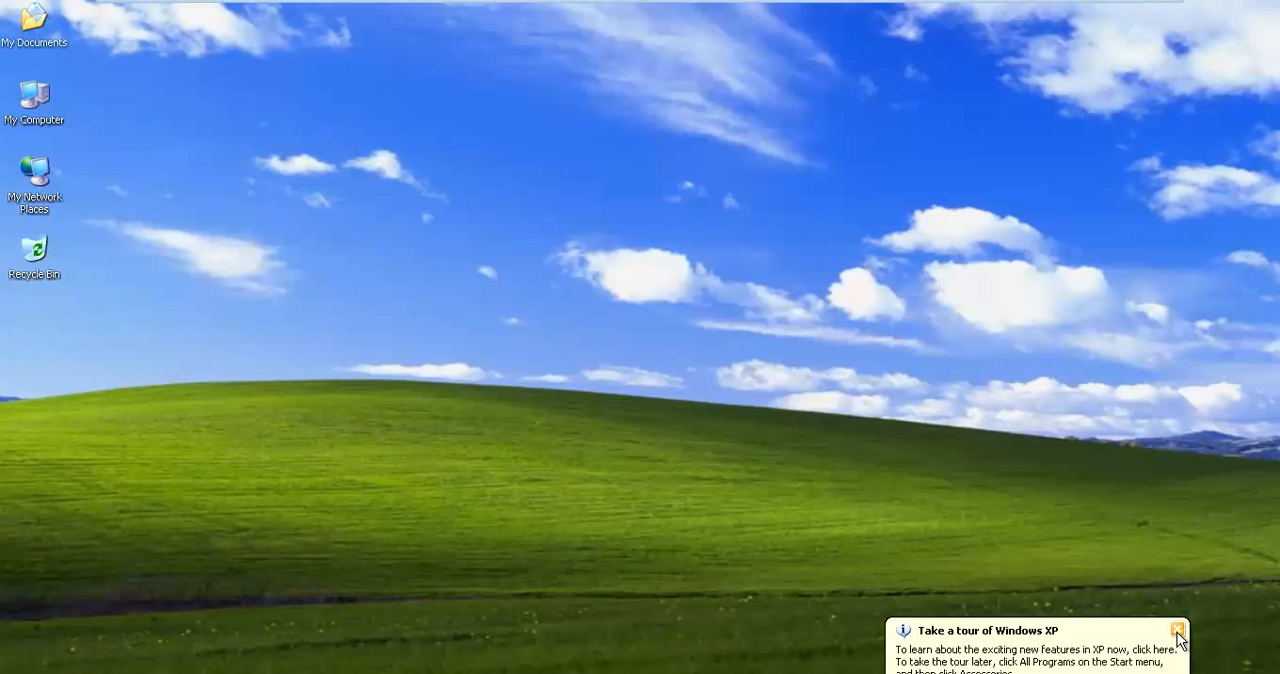 My Documents
My Computer
My Network
Places
Recycle Bin
Take a tour of Windows XP
To learn about the exciting new features in XP now, click here.
To take the tour later, click All Programs on the Start menu,
and then click Accessories.